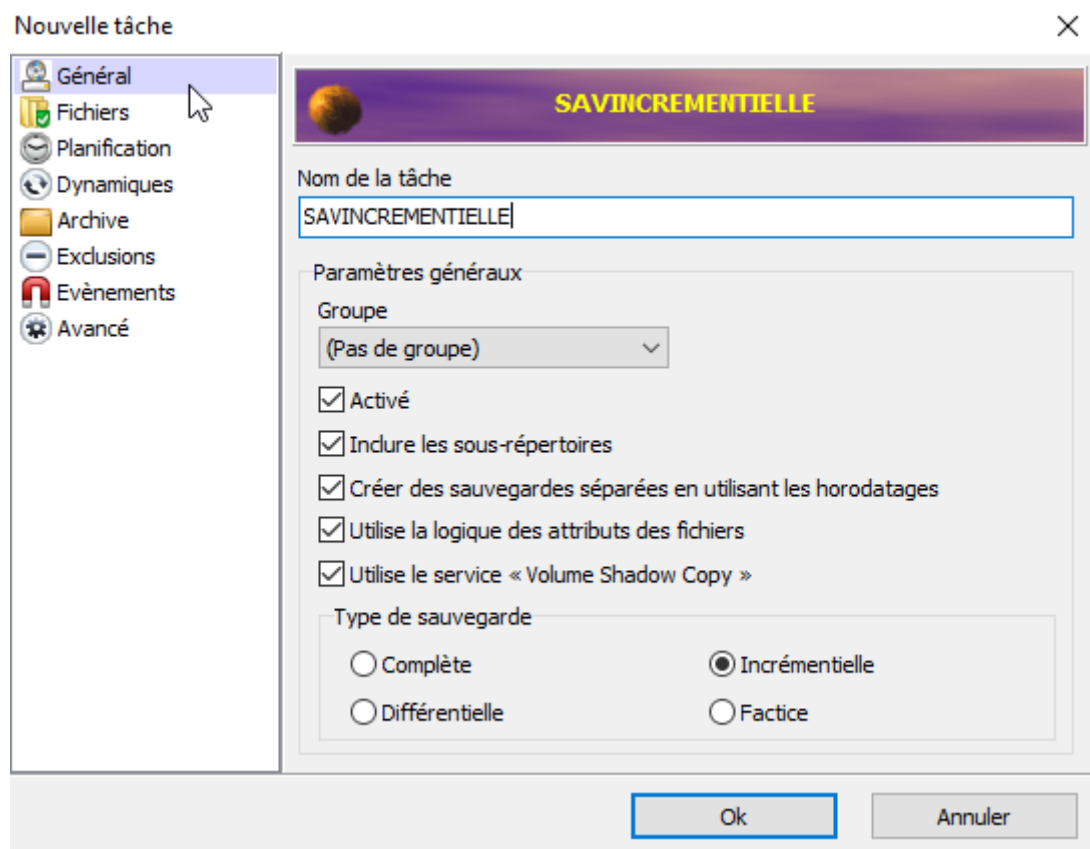 Nouvelle tâche
Général
Fichiers
Planification
Dynamiques
Archive
Exclusions
Evènements
Avancé
SAVINCREMENTIELLE
Nom de la tâche
SAVINCREMENTIELLE
Paramètres généraux
Groupe
(Pas de groupe)
Activé
Inclure les sous-répertoires
Créer des sauvegardes séparées en utilisant les horodatages
Utilise la logique des attributs des fichiers
Utilise le service « Volume Shadow Copy »
Type de sauvegarde
Complète
Incrémentielle
Différentielle
Factice
Ok
Annuler